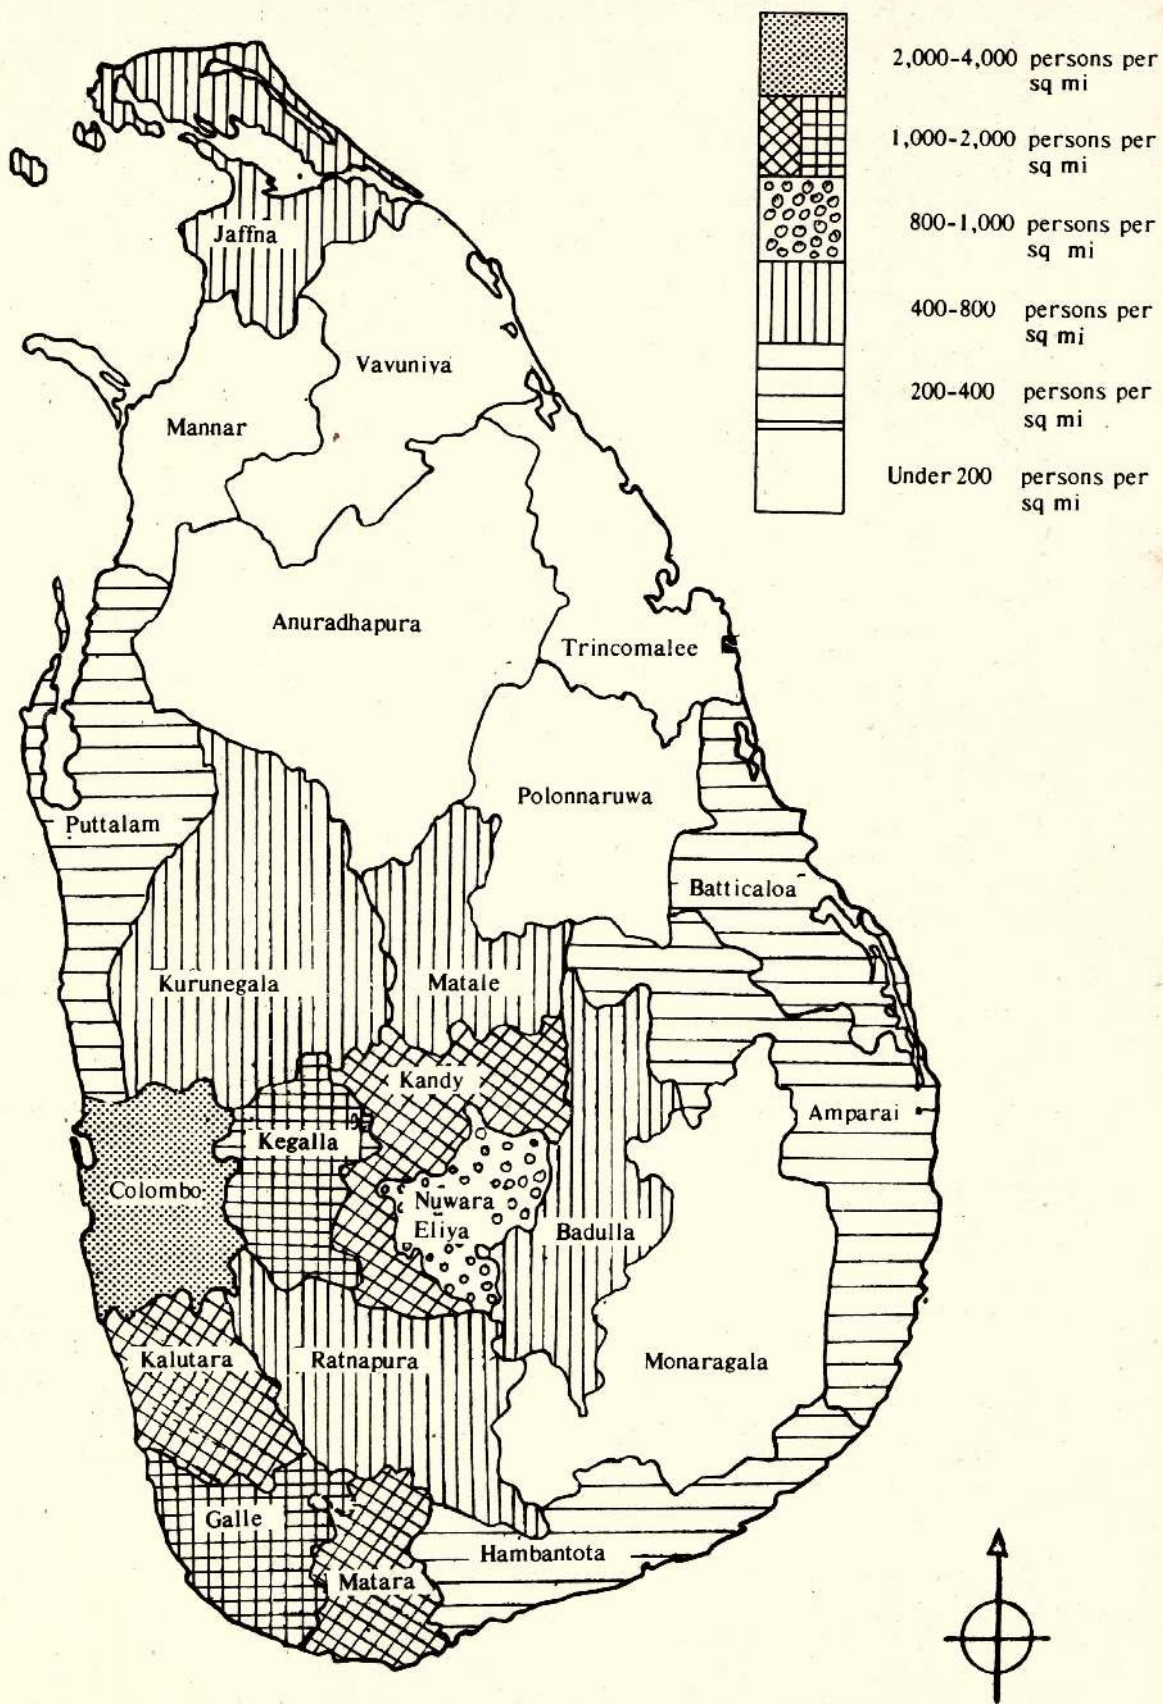 2,000-4,000 persons per
sq mi
1,000-2,000 persons per
sq mi
800-1,000 persons per
sq mi
400-800 persons per
sq mi
200-400 persons per
sq mi
Under 200 persons per
sq mi
Jaffna
Vavuniya
Mannar
Anuradhapura
Trincomalee
Polonnaruwa
Puttalam
Batticaloa
Kurunegala
Matale
Kandy
Amparai
Kegalla
Colombo
Nuwara
Eliya
Badulla
Kalutara
Ratnapura
Monaragala
Galle
Hambantota
Matara